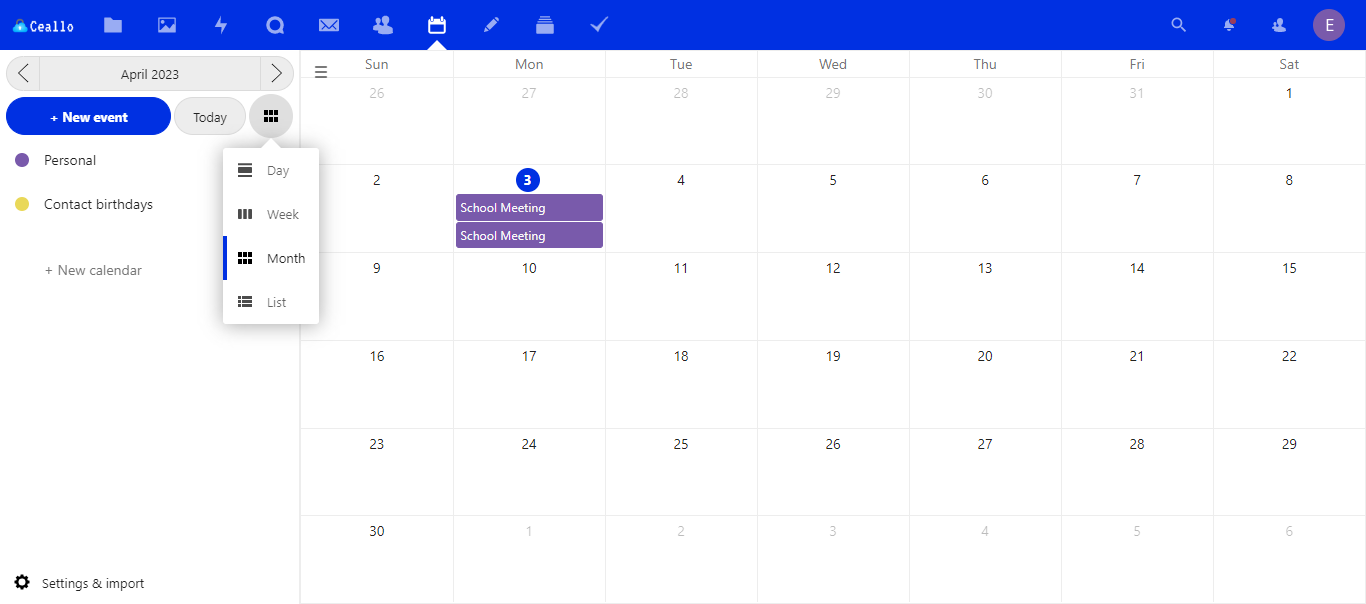 Ceallo
E
April 2023
+ New event
Today
Personal
Contact birthdays
+ New calendar
Day
Week
Month
List
Settings & import
Sun Mon Tue Wed Thu Fri Sat
26 27 28 29 30 31 1
2 3 4 5 6 7 8
School Meeting
School Meeting
9 10 11 12 13 14 15
16 17 18 19 20 21 22
23 24 25 26 27 28 29
30 1 2 3 4 5 6